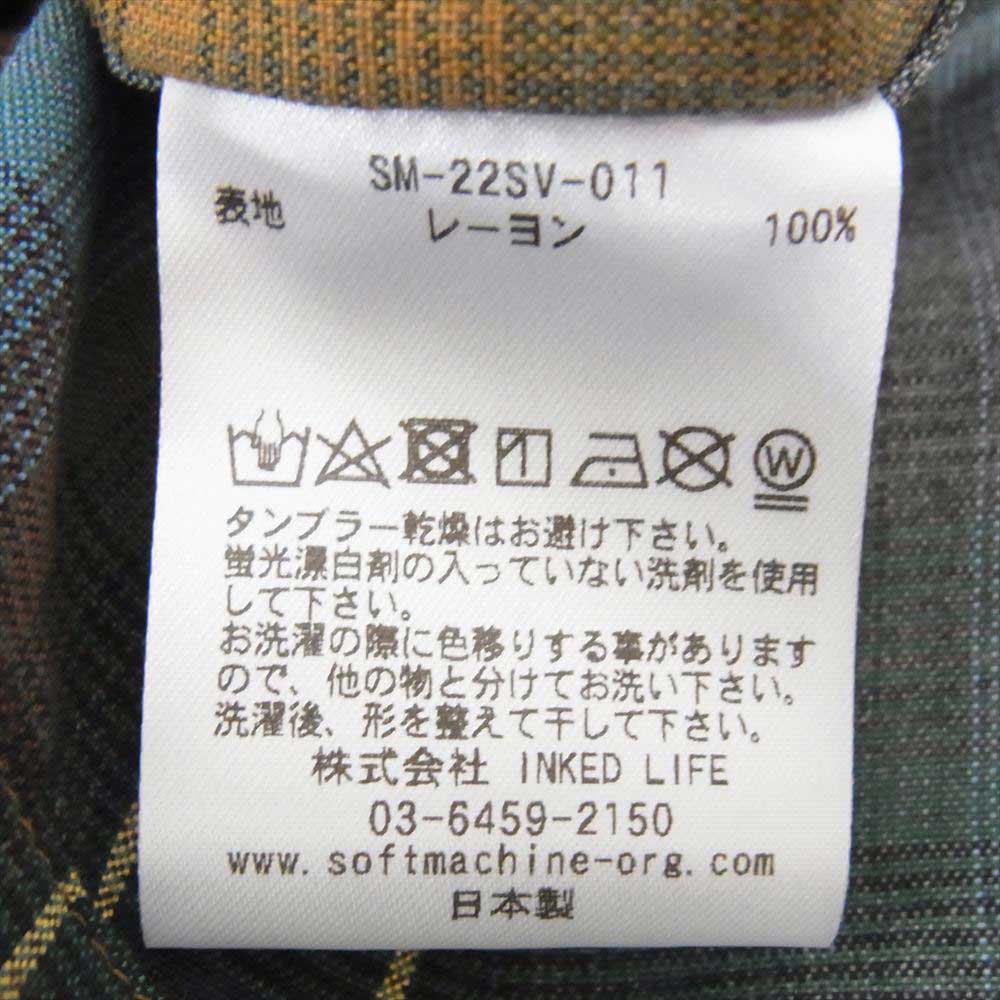 SM-22SV-011
表地 レーヨン 100%
W
タンブラー乾燥はお避け下さい。
蛍光漂白剤の入っていない洗剤を使用
して下さい。
お洗濯の際に色移りする事があります
ので、他の物と分けてお洗い下さい。
洗濯後、形を整えて干して下さい。
株式会社 INKED LIFE
03-6459-2150
www.softmachine-org.com
日本製